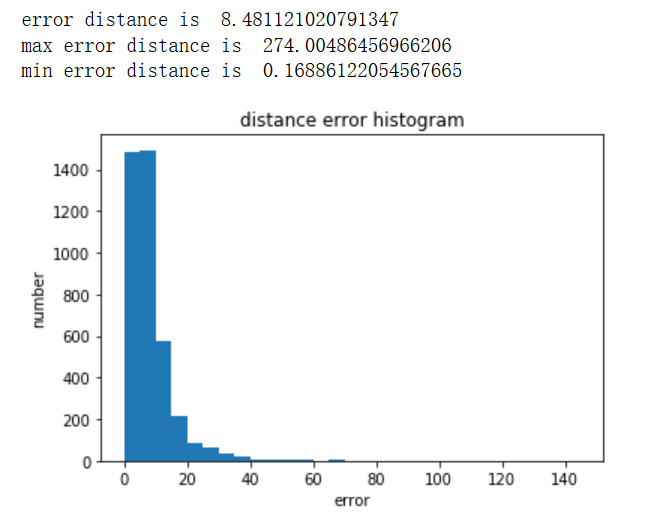 error distance is  8.481121020791347
max error distance is  274.00486456966206
min error distance is  0.16886122054567665
distance error histogram
1400
1200
1000
800
600
400
200
0
number
0 20 40 60 80 100 120 140
error